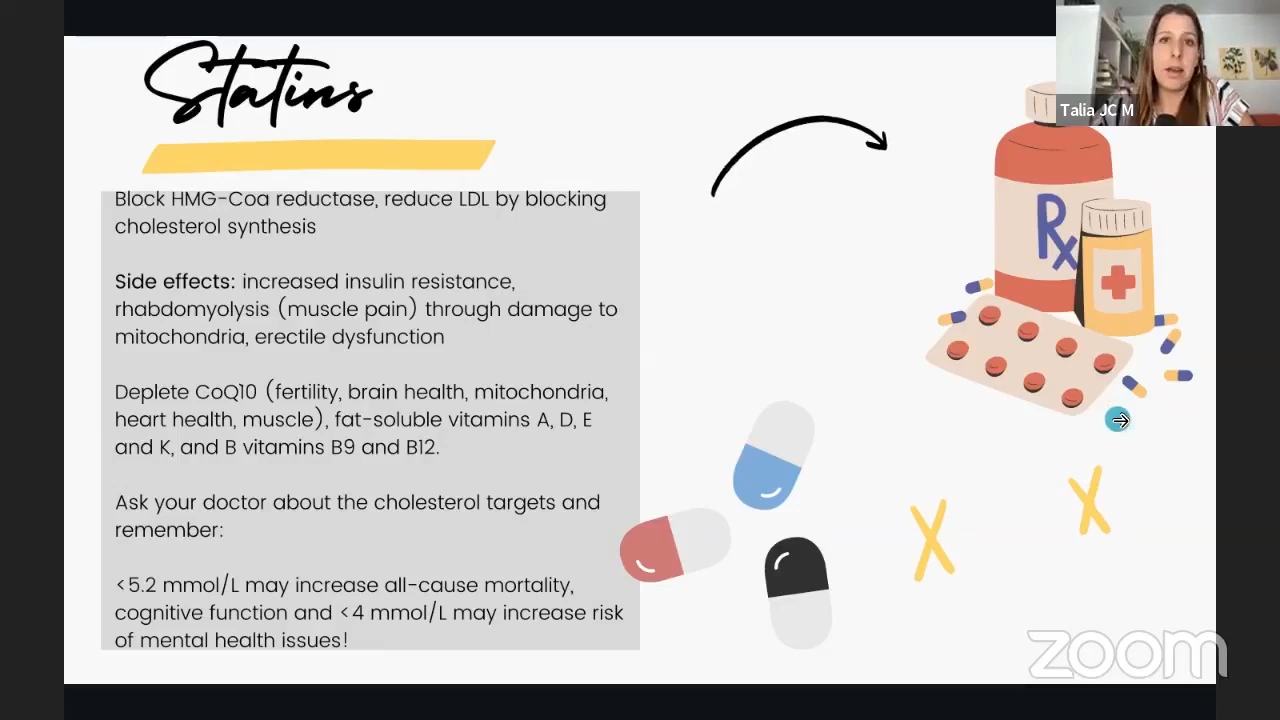 Statins
Talia JC M
Rx
Block HMG-Coa reductase, reduce LDL by blocking
cholesterol synthesis
Side effects: increased insulin resistance,
rhabdomyolysis (muscle pain) through damage to
mitochondria, erectile dysfunction
Deplete CoQ10 (fertility, brain health, mitochondria,
heart health, muscle), fat-soluble vitamins A, D, E
and K, and B vitamins B9 and B12.
Ask your doctor about the cholesterol targets and
remember:
<5.2 mmol/L may increase all-cause mortality,
cognitive function and <4 mmol/L may increase risk
of mental health issues!
zoom